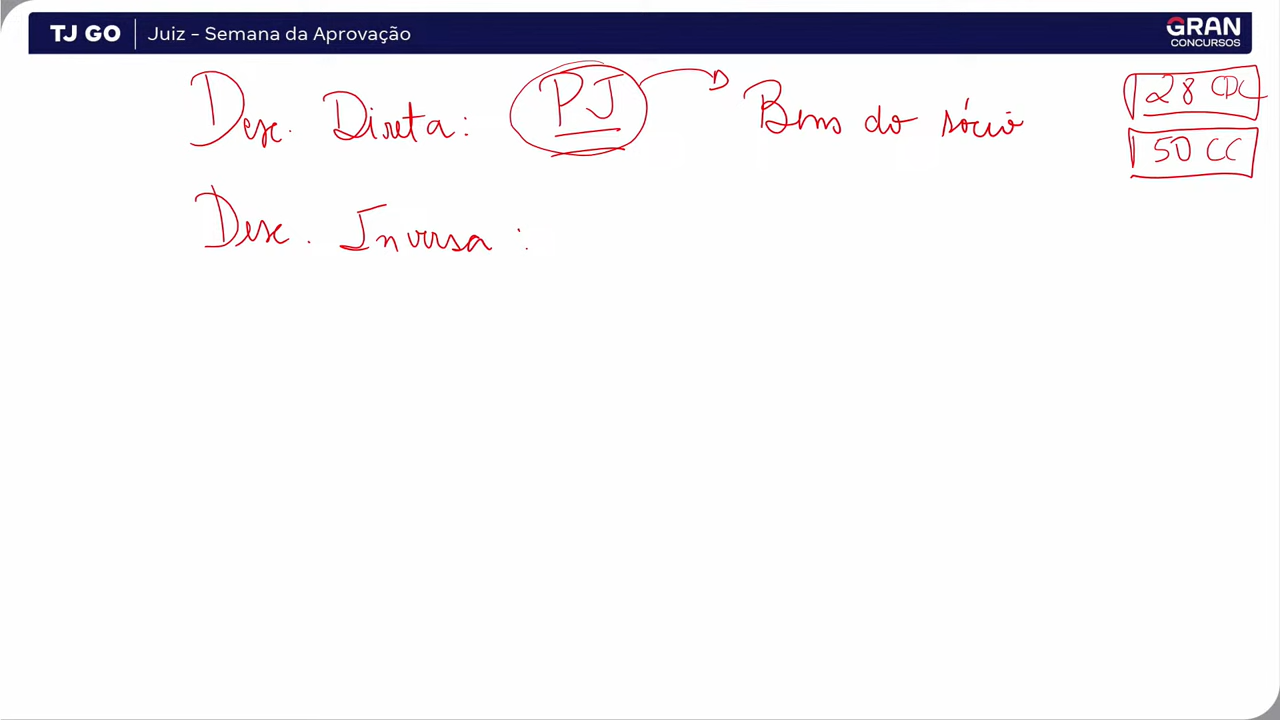 TJ GO | Juiz – Semana da Aprovação
GRAN
CONCURSOS
Desc. Direta: PJ → Bens do sócio
28 CDC
50 CC
Desc. Inversa :